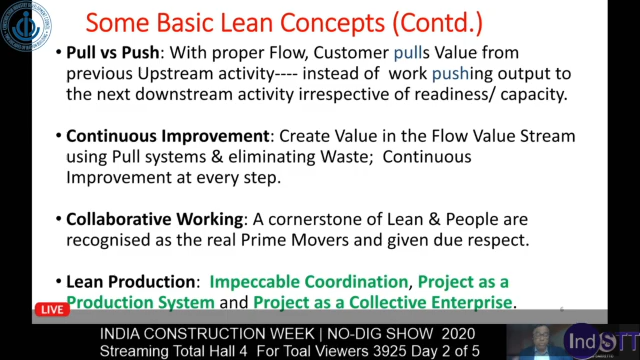 Some Basic Lean Concepts (Contd.)
• Pull vs Push: With proper Flow, Customer pulls Value from
previous Upstream activity---- instead of work pushing output to
the next downstream activity irrespective of readiness/ capacity.
• Continuous Improvement: Create Value in the Flow Value Stream
using Pull systems & eliminating Waste; Continuous
Improvement at every step.
• Collaborative Working: A cornerstone of Lean & People are
recognised as the real Prime Movers and given due respect.
• Lean Production: Impeccable Coordination, Project as a
Production System and Project as a Collective Enterprise.
LIVE
INDIA CONSTRUCTION WEEK | NO-DIG SHOW 2020
Streaming Total Hall 4 For Toal Viewers 3925 Day 2 of 5
IndSTT